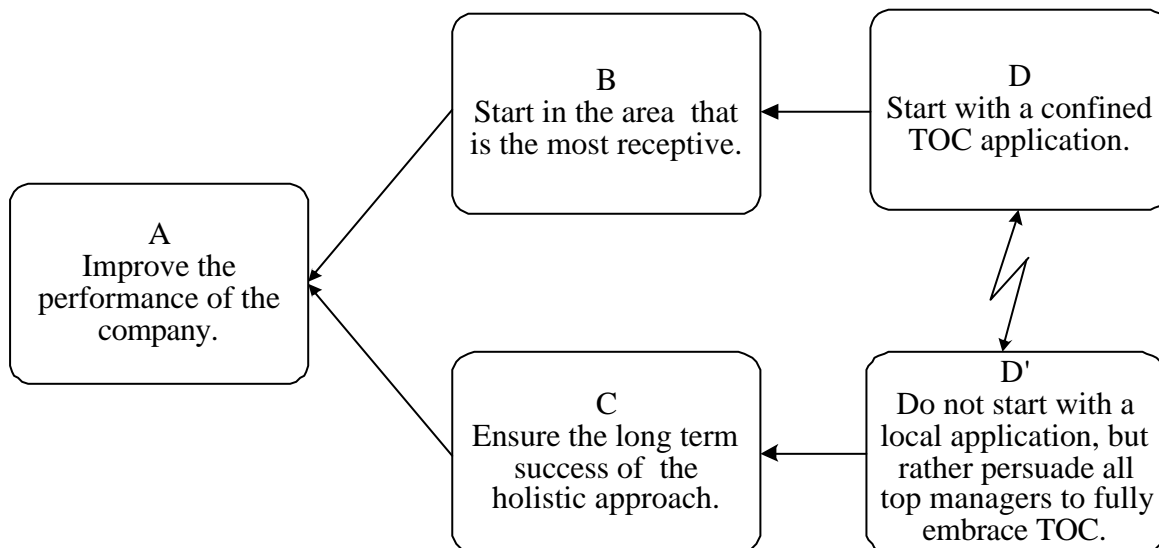 A
Improve the
performance of the
company.
B
Start in the area that
is the most receptive.
D
Start with a confined
TOC application.
C
Ensure the long term
success of the
holistic approach.
D'
Do not start with a
local application, but
rather persuade all
top managers to fully
embrace TOC.